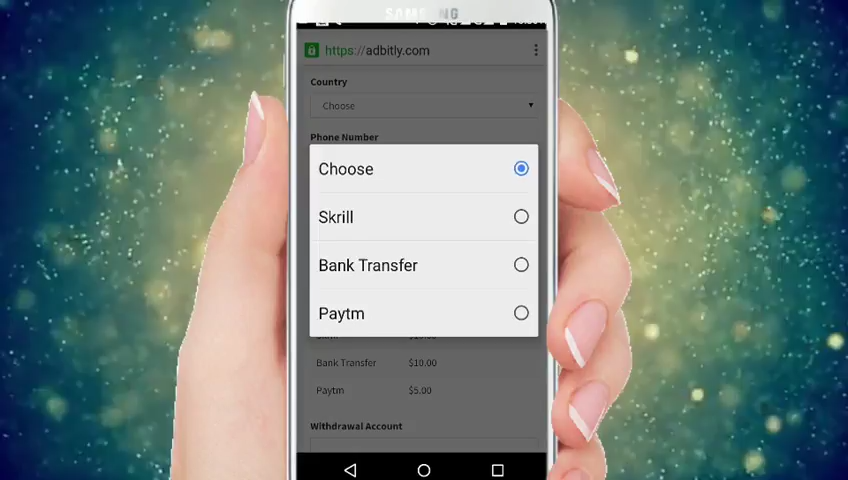 SAMSUNG
https://adbitly.com
Country
Choose
Phone Number
Choose
Skrill
Bank Transfer
Paytm
Bank Transfer $10.00
Paytm $5.00
Withdrawal Account